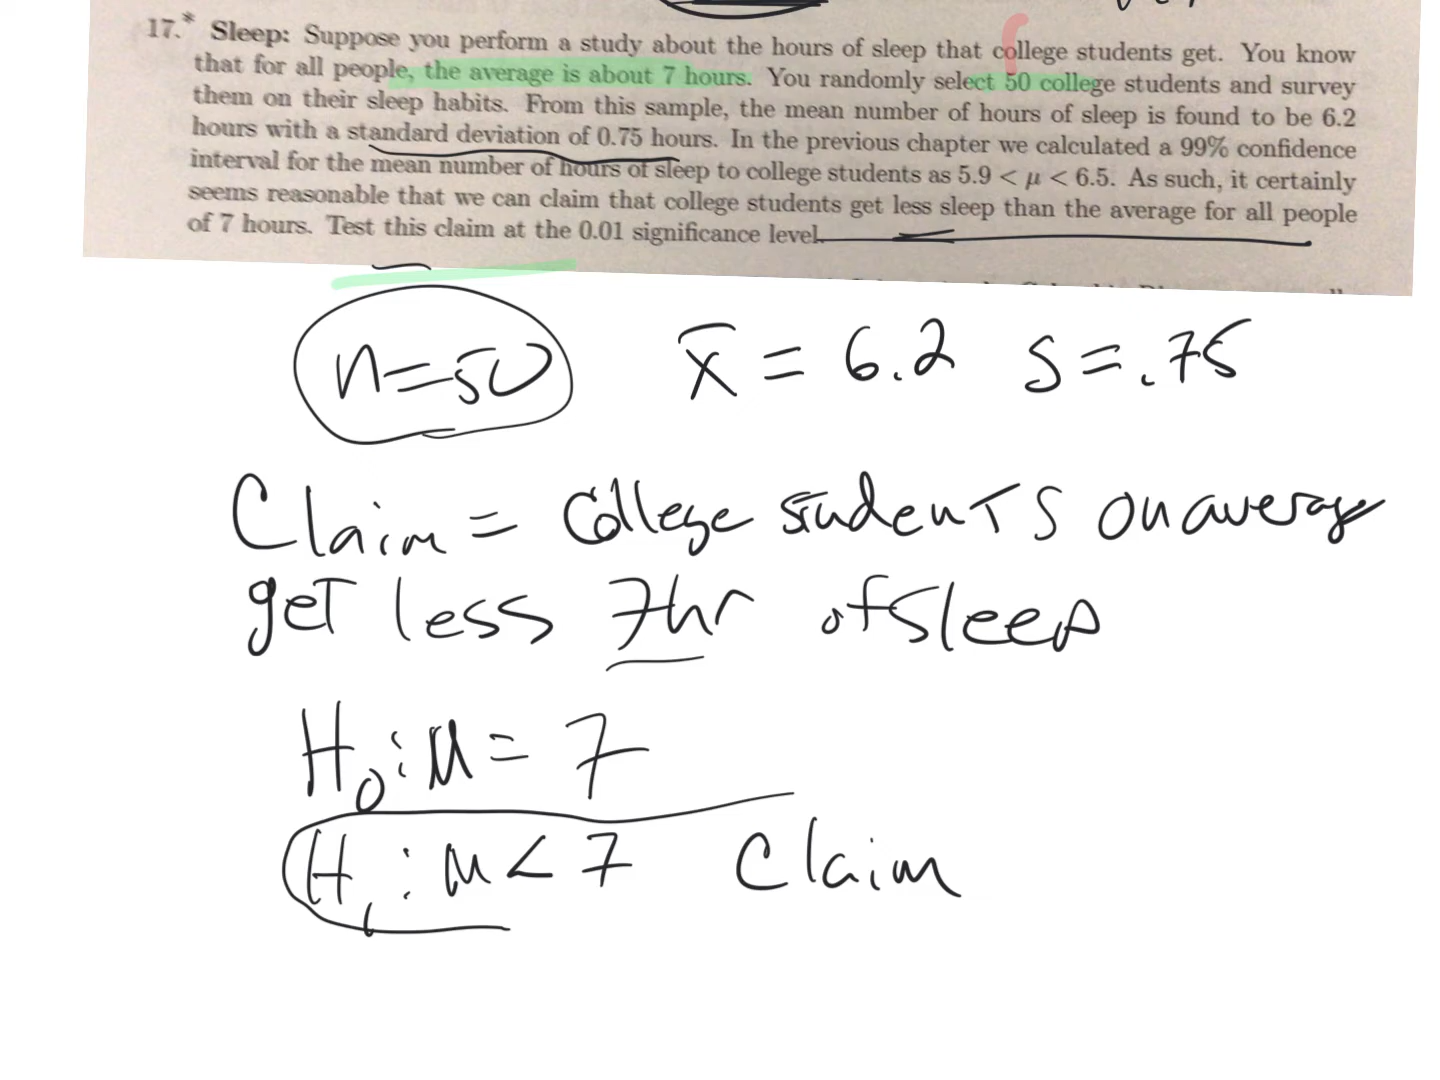 17.* Sleep: Suppose you perform a study about the hours of sleep that college students get. You know
that for all people, the average is about 7 hours. You randomly select 50 college students and survey
them on their sleep habits. From this sample, the mean number of hours of sleep is found to be 6.2
hours with a standard deviation of 0.75 hours. In the previous chapter we calculated a 99% confidence
interval for the mean number of hours of sleep to college students as 5.9 < μ < 6.5. As such, it certainly
seems reasonable that we can claim that college students get less sleep than the average for all people
of 7 hours. Test this claim at the 0.01 significance level.
n=50 x̄ = 6.2 s=.75
Claim = College students on average
get less 7hr of sleep
H₀: μ = 7
H₁: μ < 7 Claim